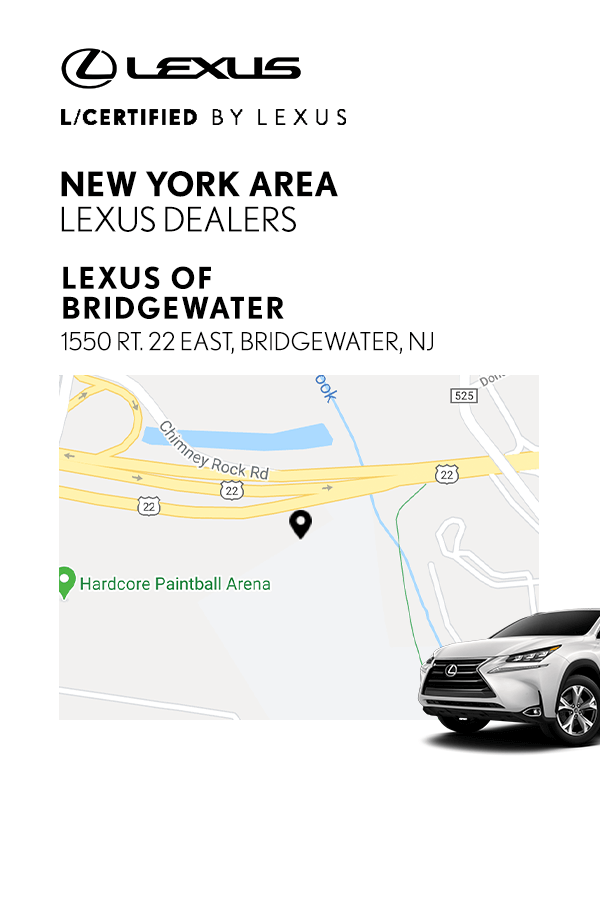 LEXUS
L/CERTIFIED BY LEXUS
NEW YORK AREA
LEXUS DEALERS
LEXUS OF
BRIDGEWATER
1550 RT. 22 EAST, BRIDGEWATER, NJ
ook
Don
525
Chimney Rock Rd
22
22
22
Hardcore Paintball Arena